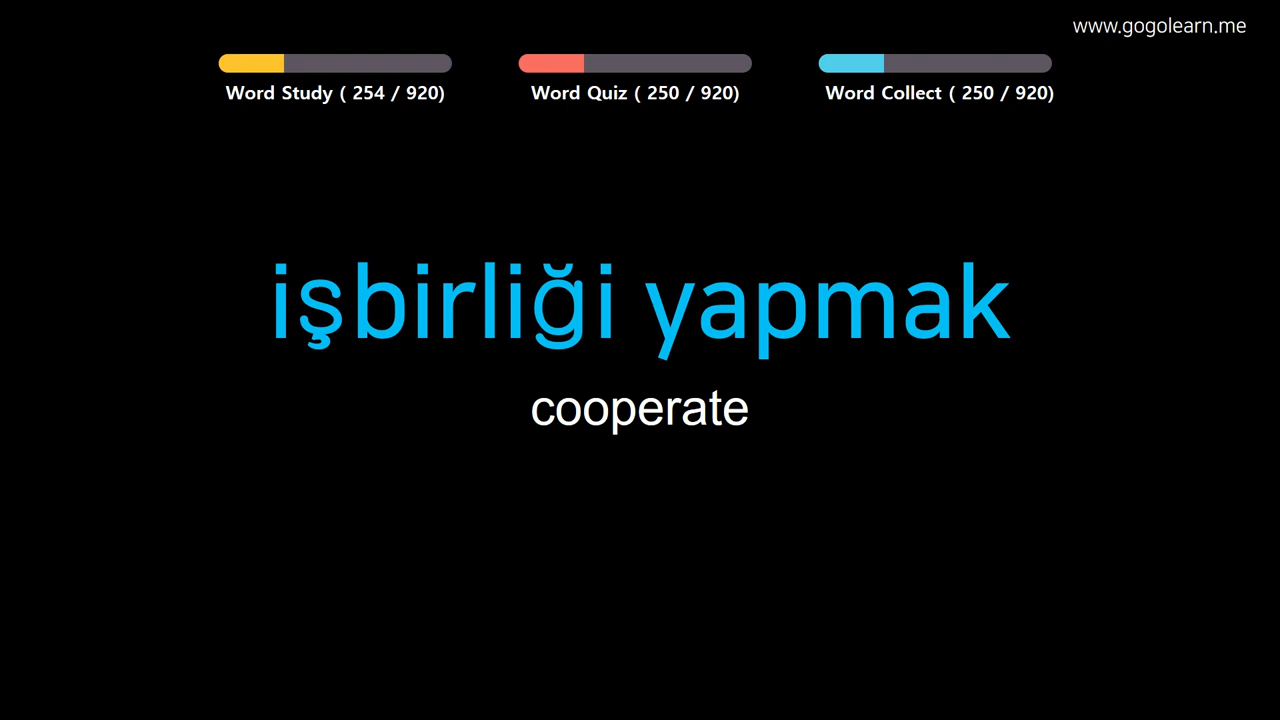 www.gogolearn.me
Word Study ( 254 / 920)
Word Quiz ( 250 / 920)
Word Collect ( 250 / 920)
işbirliği yapmak
cooperate